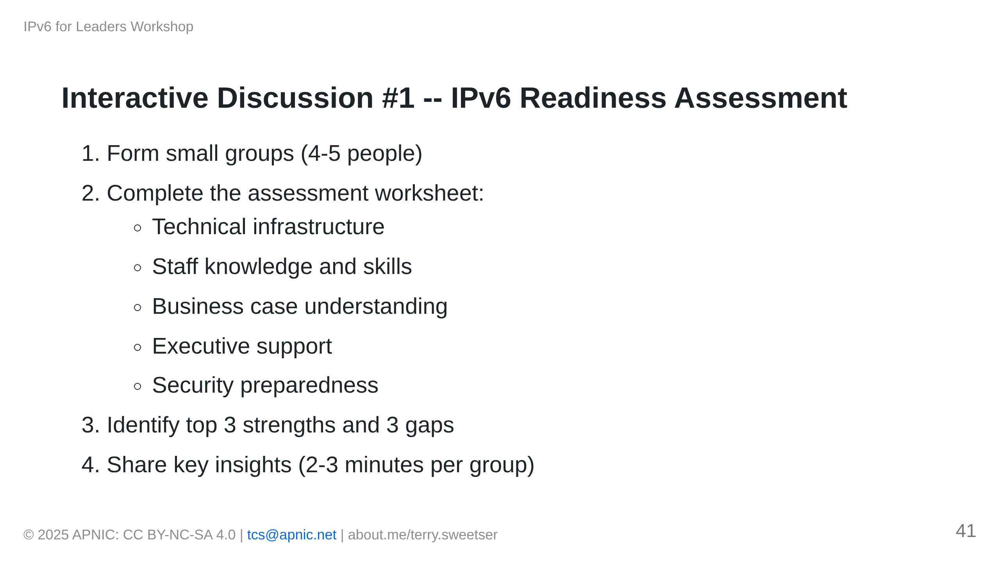 IPv6 for Leaders Workshop
Interactive Discussion #1 -- IPv6 Readiness Assessment
1. Form small groups (4-5 people)
2. Complete the assessment worksheet:
◦ Technical infrastructure
◦ Staff knowledge and skills
◦ Business case understanding
◦ Executive support
◦ Security preparedness
3. Identify top 3 strengths and 3 gaps
4. Share key insights (2-3 minutes per group)
© 2025 APNIC: CC BY-NC-SA 4.0 | tcs@apnic.net | about.me/terry.sweetser
41